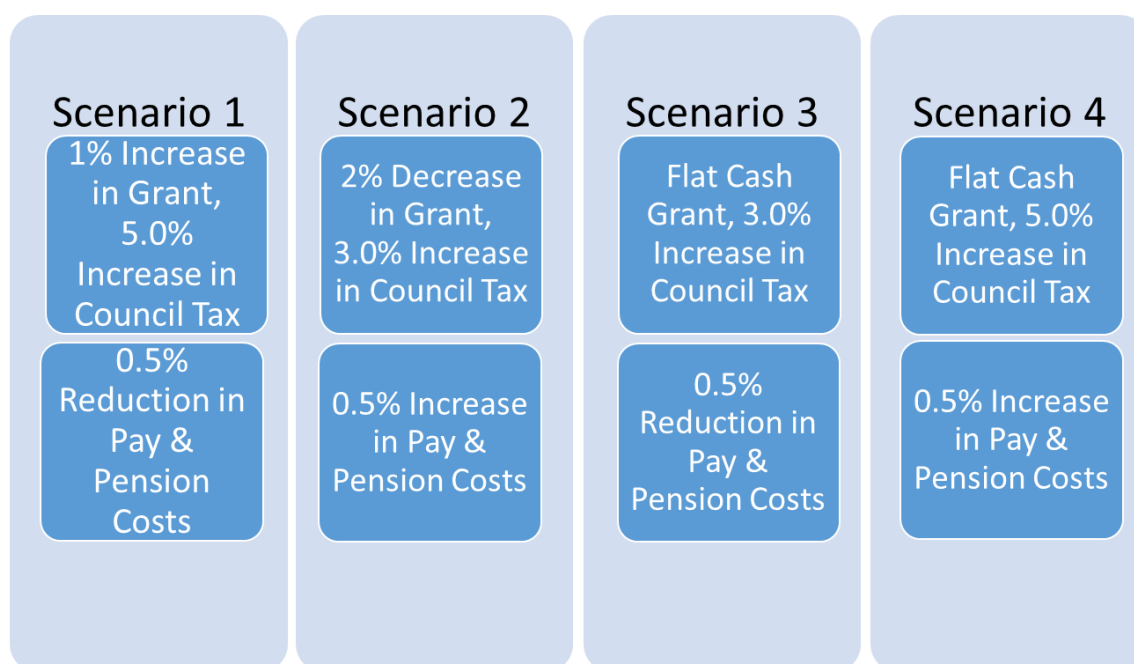 Scenario 1
1% Increase
in Grant,
5.0%
Increase in
Council Tax
0.5%
Reduction in
Pay &
Pension
Costs
Scenario 2
2% Decrease
in Grant,
3.0% Increase
in Council Tax
0.5% Increase
in Pay &
Pension Costs
Scenario 3
Flat Cash
Grant, 3.0%
Increase in
Council Tax
0.5%
Reduction in
Pay &
Pension Costs
Scenario 4
Flat Cash
Grant, 5.0%
Increase in
Council Tax
0.5% Increase
in Pay &
Pension Costs